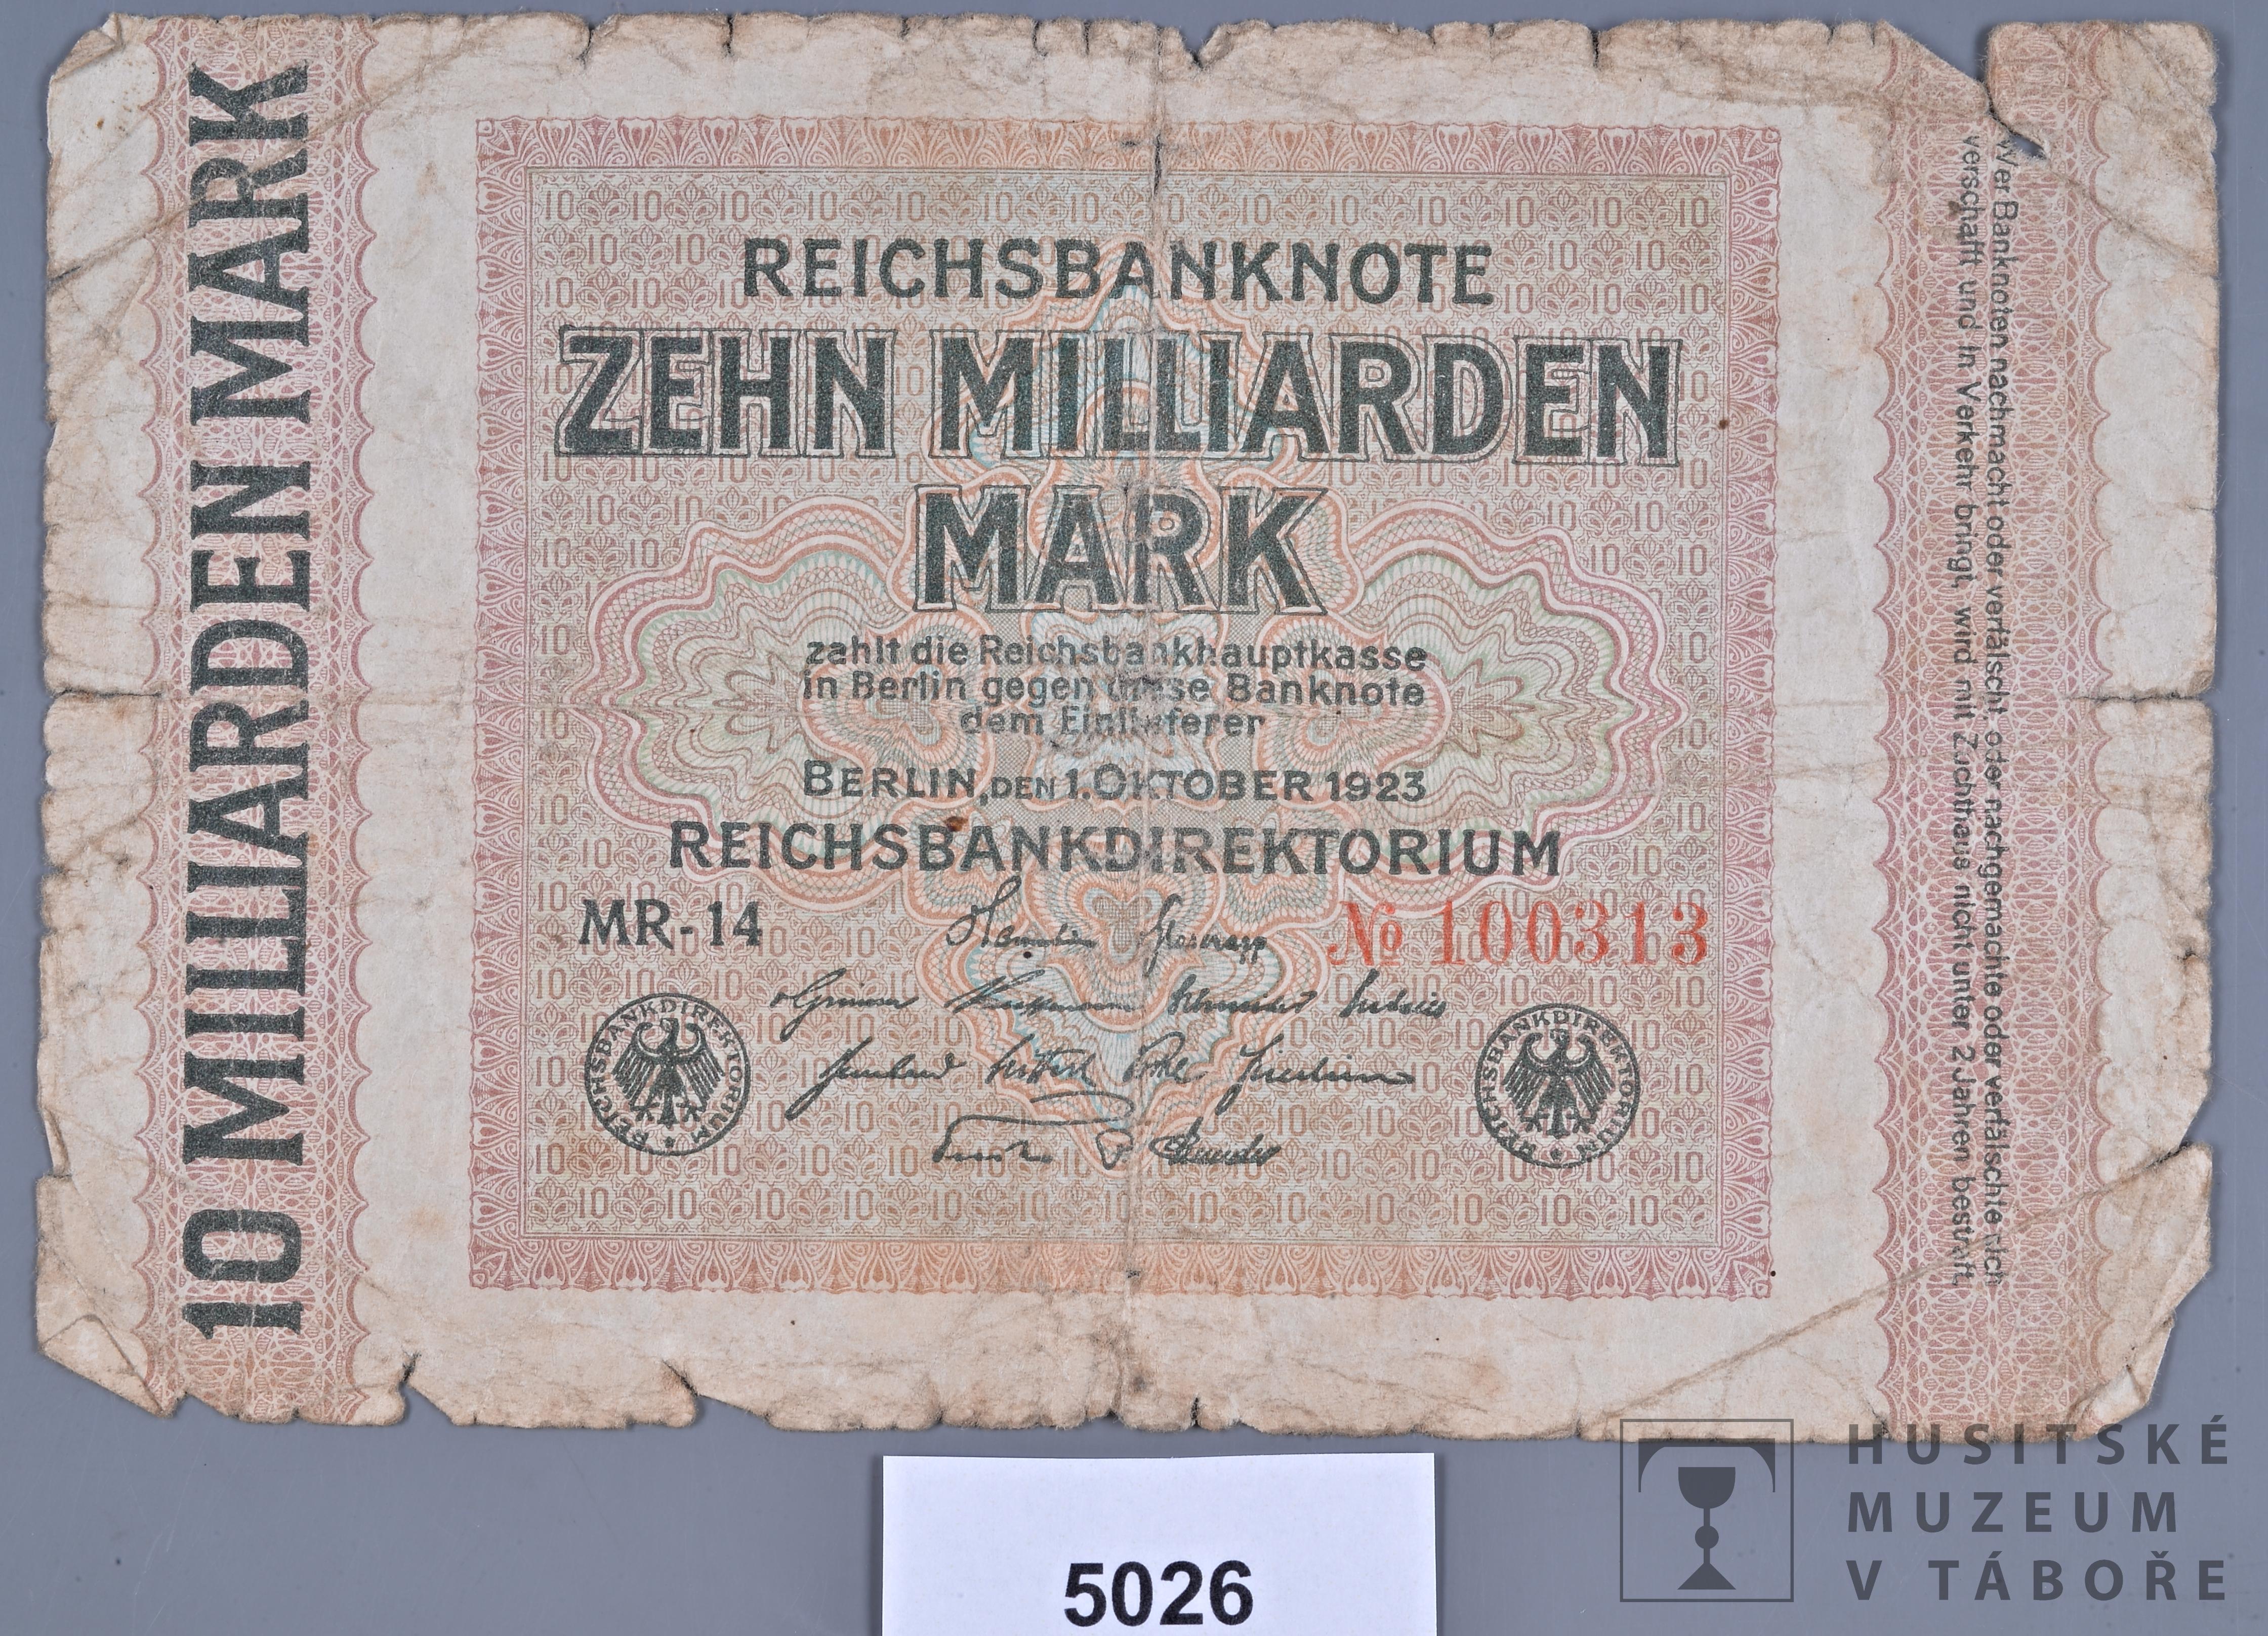 10 MILLIARDEN MARK
REICHSBANKNOTE
ZEHN MILLIARDEN
MARK
zahlt die Reichsbankhauptkasse
in Berlin gegen diese Banknote
dem Einlieferer
BERLIN, DEN 1. OKTOBER 1923
REICHSBANKDIREKTORIUM
MR-14
№ 100313
REICHSBANKDIREKTORIUM
REICHSBANKDIREKTORIUM
Wer Banknoten nachmacht oder verfälscht, oder nachgemachte oder verfälschte sich
verschafft und in Verkehr bringt, wird mit Zuchthaus nicht unter 2 Jahren bestraft.
5026
HUSITSKÉ
MUZEUM
V TÁBOŘE